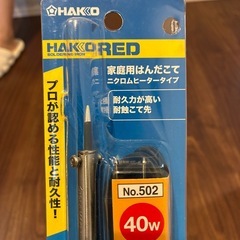 HAKKO
HAKKO RED
SOLDERING IRON
家庭用はんだこて
ニクロムヒータータイプ
耐久力が高い
耐蝕こて先
プロが認める性能と耐久性!
No.502
40W